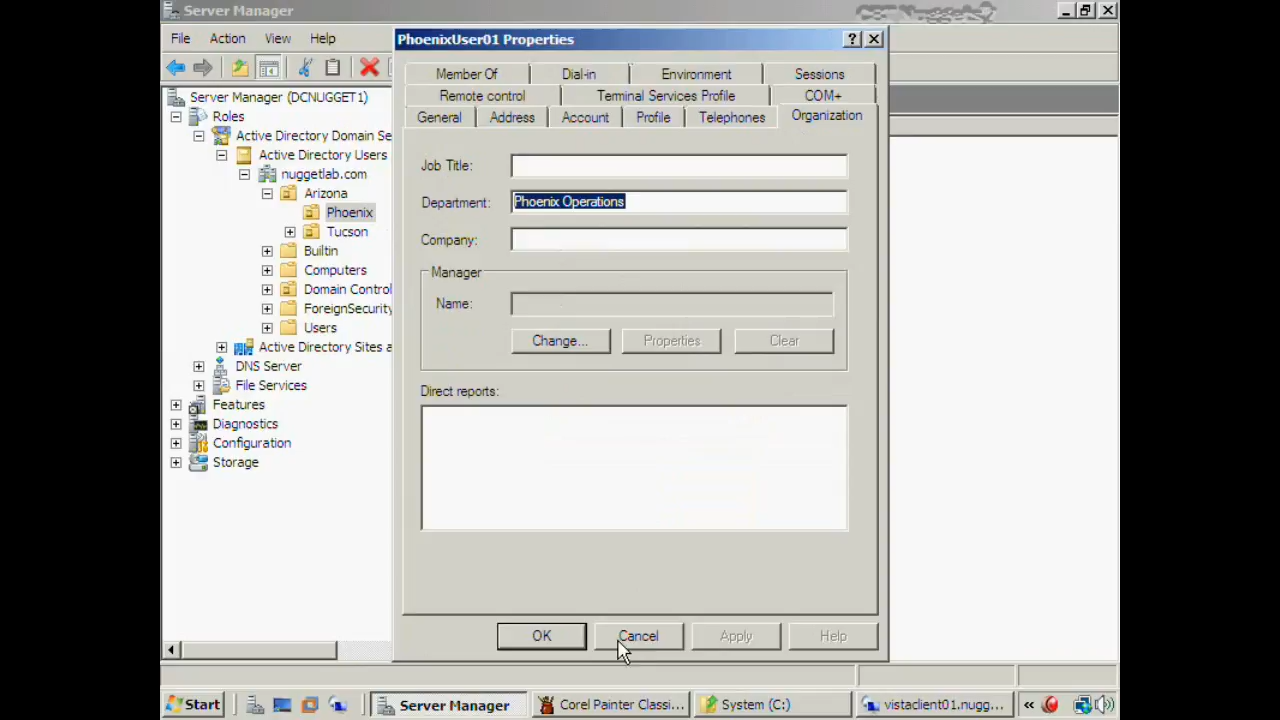 Server Manager
File Action View Help
PhoenixUser01 Properties
Server Manager (DCNUGGET1)
Roles
Active Directory Domain Se
Active Directory Users
nuggetlab.com
Arizona
Phoenix
Tucson
Builtin
Computers
Domain Control
ForeignSecurity
Users
Active Directory Sites a
DNS Server
File Services
Features
Diagnostics
Configuration
Storage
Member Of Dial-in Environment Sessions
Remote control Terminal Services Profile COM+
General Address Account Profile Telephones Organization
Job Title:
Department: Phoenix Operations
Company:
Manager
Name:
Change... Properties Clear
Direct reports:
OK Cancel Apply Help
Start Server Manager Corel Painter Classi... System (C:) vistaclient01.nugg... «